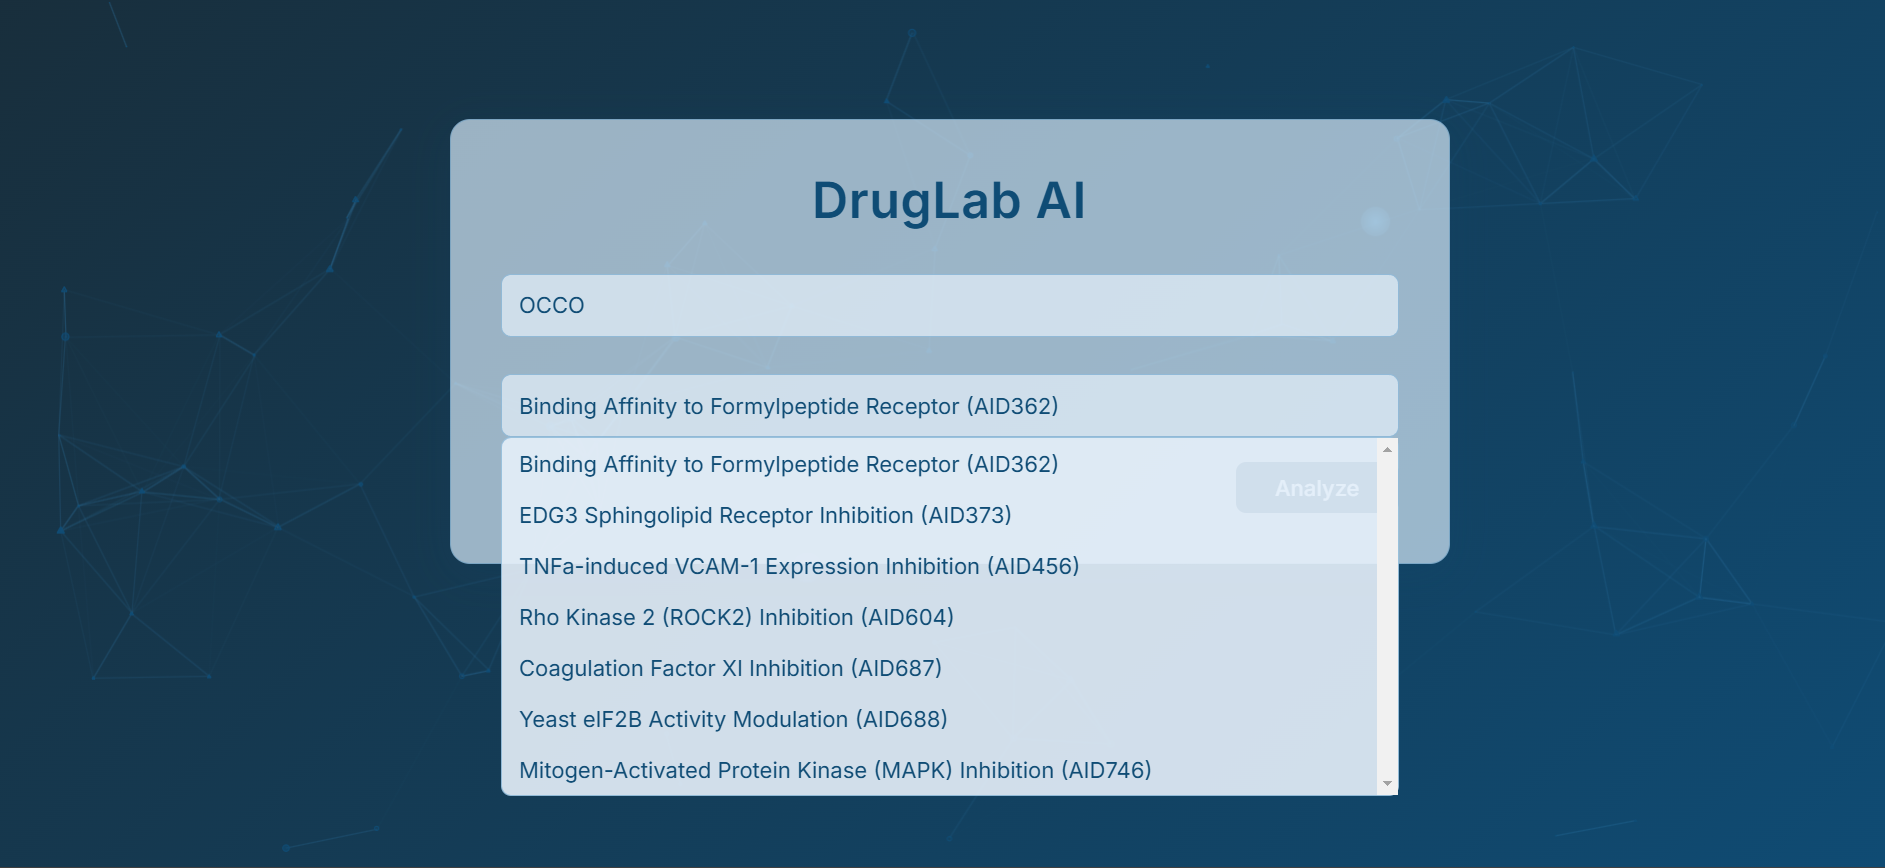 DrugLab AI
OCCO
Binding Affinity to Formylpeptide Receptor (AID362)
Binding Affinity to Formylpeptide Receptor (AID362)
Analyze
EDG3 Sphingolipid Receptor Inhibition (AID373)
TNFa-induced VCAM-1 Expression Inhibition (AID456)
Rho Kinase 2 (ROCK2) Inhibition (AID604)
Coagulation Factor XI Inhibition (AID687)
Yeast eIF2B Activity Modulation (AID688)
Mitogen-Activated Protein Kinase (MAPK) Inhibition (AID746)